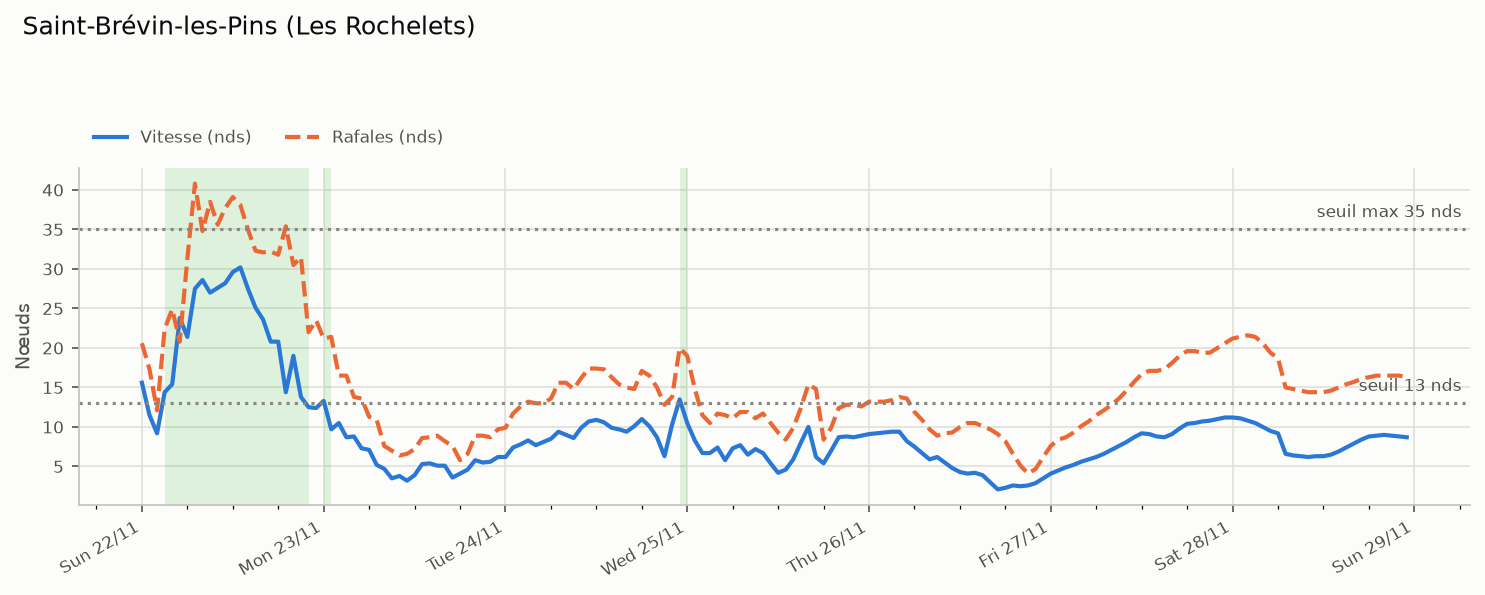 Saint-Brévin-les-Pins (Les Rochelets)
Vitesse (nds)
Rafales (nds)
Nœuds
40
35
30
25
20
15
10
5
seuil max 35 nds
seuil 13 nds
Sun 22/11
Mon 23/11
Tue 24/11
Wed 25/11
Thu 26/11
Fri 27/11
Sat 28/11
Sun 29/11